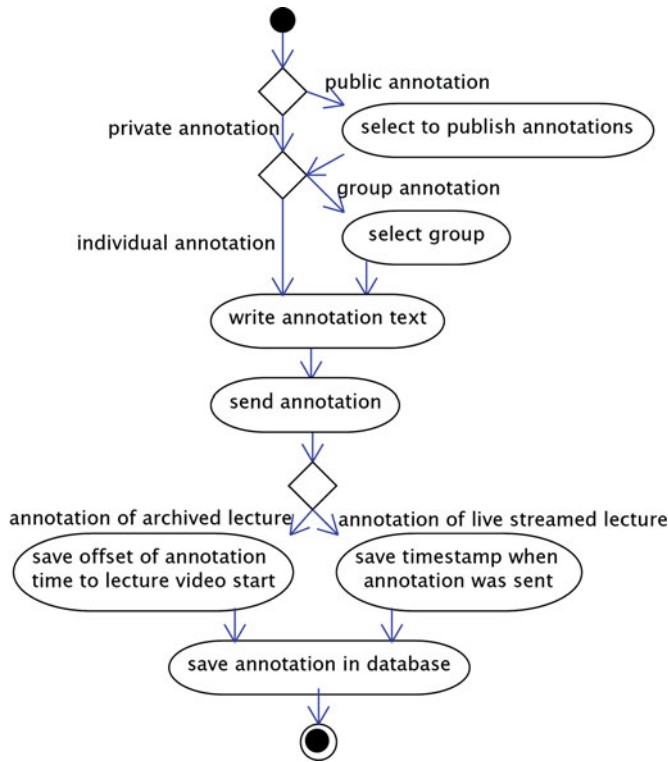 public annotation
private annotation
select to publish annotations
group annotation
individual annotation
select group
write annotation text
send annotation
annotation of archived lecture
annotation of live streamed lecture
save offset of annotation
time to lecture video start
save timestamp when
annotation was sent
save annotation in database